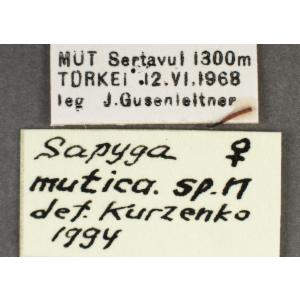 MUT Sertavul 1300m
TÜRKEI 12.VI.1968
leg J.Gusenleitner
Sapyga ♀
mutica. sp.n
det. Kurzenko
1994